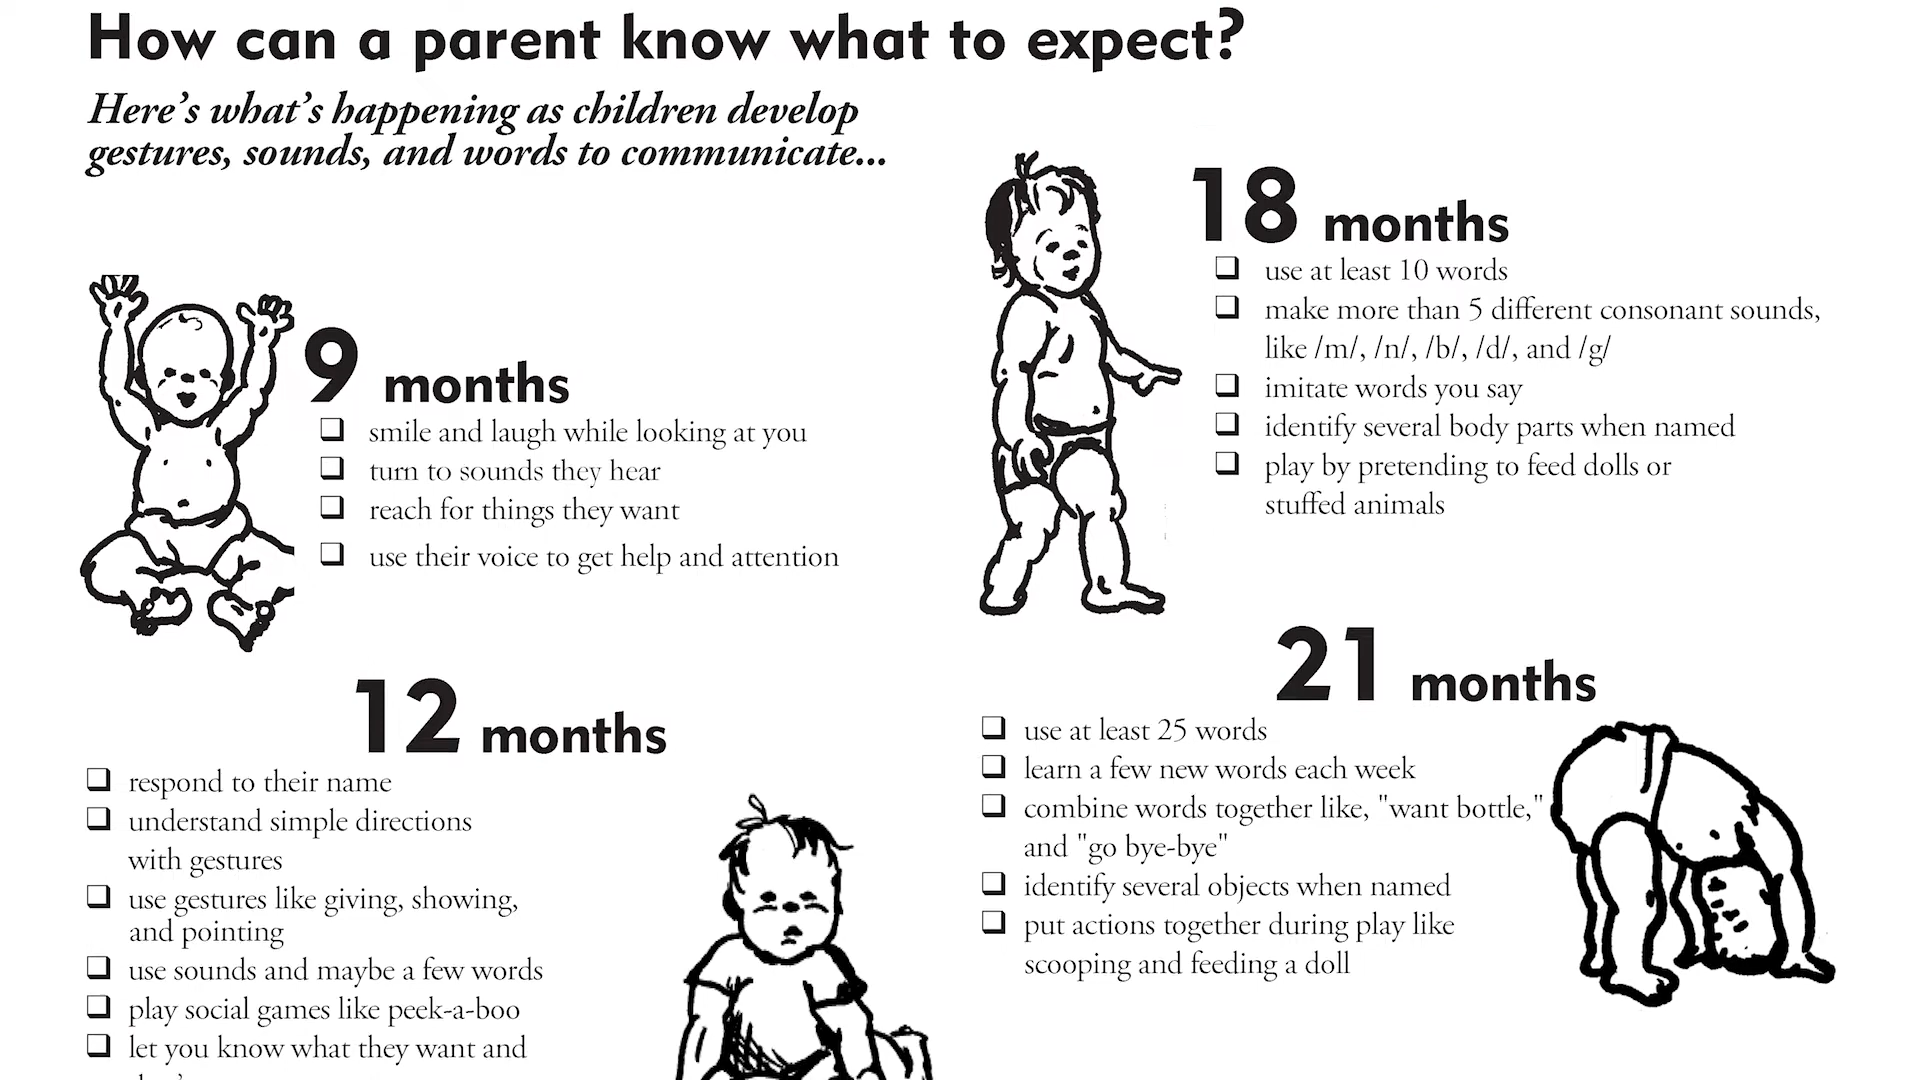 How can a parent know what to expect?
Here's what's happening as children develop
gestures, sounds, and words to communicate...
9 months
❑ smile and laugh while looking at you
❑ turn to sounds they hear
❑ reach for things they want
❑ use their voice to get help and attention
12 months
❑ respond to their name
❑ understand simple directions
with gestures
❑ use gestures like giving, showing,
and pointing
❑ use sounds and maybe a few words
❑ play social games like peek-a-boo
❑ let you know what they want and
18 months
❑ use at least 10 words
❑ make more than 5 different consonant sounds,
like /m/, /n/, /b/, /d/, and /g/
❑ imitate words you say
❑ identify several body parts when named
❑ play by pretending to feed dolls or
stuffed animals
21 months
❑ use at least 25 words
❑ learn a few new words each week
❑ combine words together like, "want bottle,"
and "go bye-bye"
❑ identify several objects when named
❑ put actions together during play like
scooping and feeding a doll